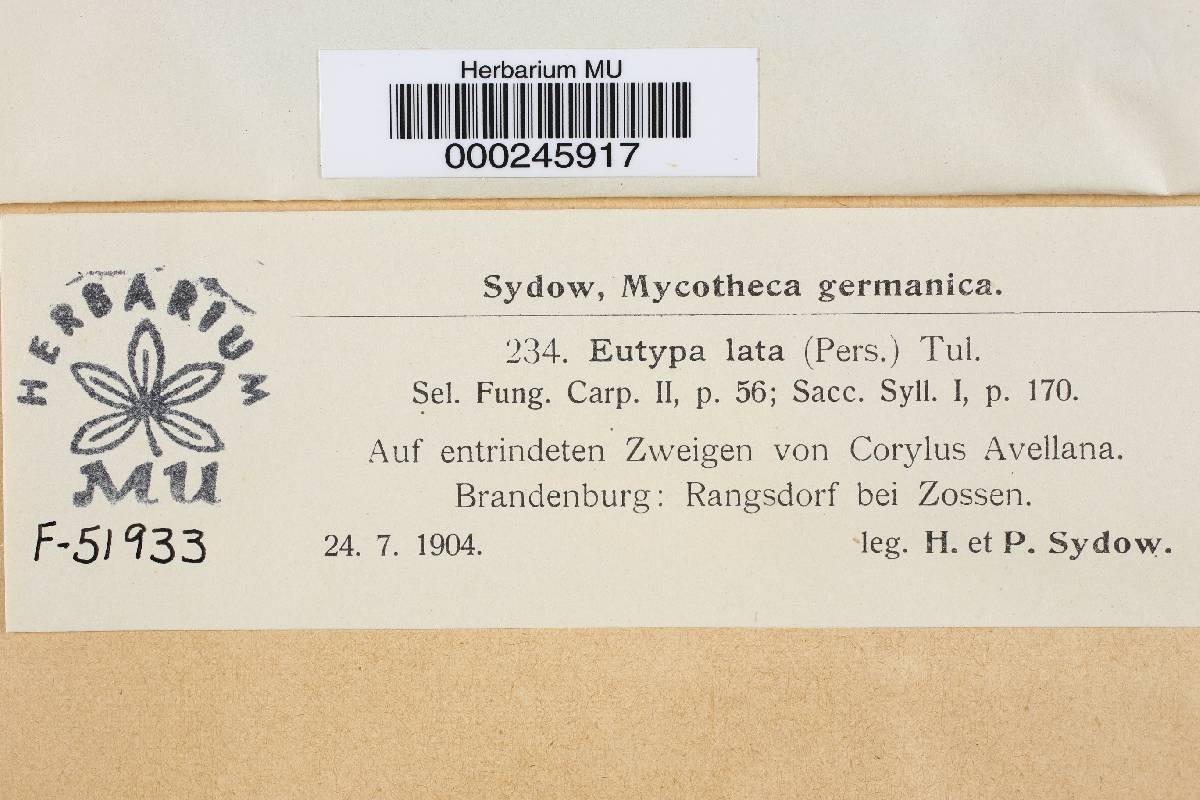 Herbarium MU
000245917
HERBARIUM
MU
F-51933
Sydow, Mycotheca germanica.
234. Eutypa lata (Pers.) Tul.
Sel. Fung. Carp. II, p. 56; Sacc. Syll. I, p. 170.
Auf entrindeten Zweigen von Corylus Avellana.
Brandenburg: Rangsdorf bei Zossen.
24. 7. 1904. leg. H. et P. Sydow.